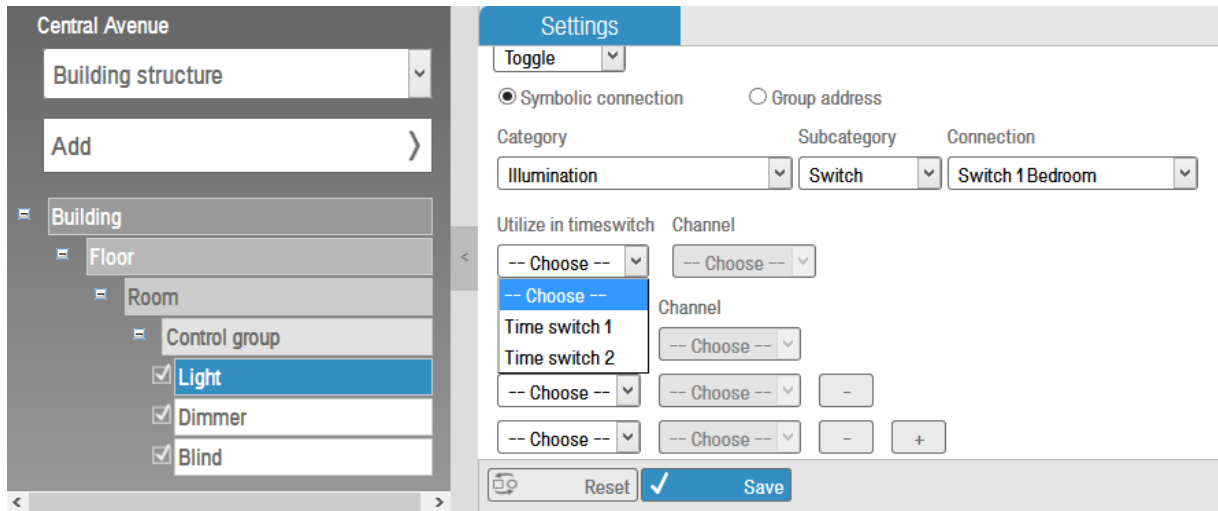 Central Avenue
Building structure
Add
Building
Floor
Room
Control group
Light
Dimmer
Blind
<
Settings
Toggle
Symbolic connection Group address
Category Subcategory Connection
Illumination Switch Switch 1 Bedroom
Utilize in timeswitch Channel
-- Choose -- -- Choose --
-- Choose --
Time switch 1
Time switch 2
Channel
-- Choose --
-- Choose -- -- Choose -- -
-- Choose -- -- Choose -- - +
Reset Save